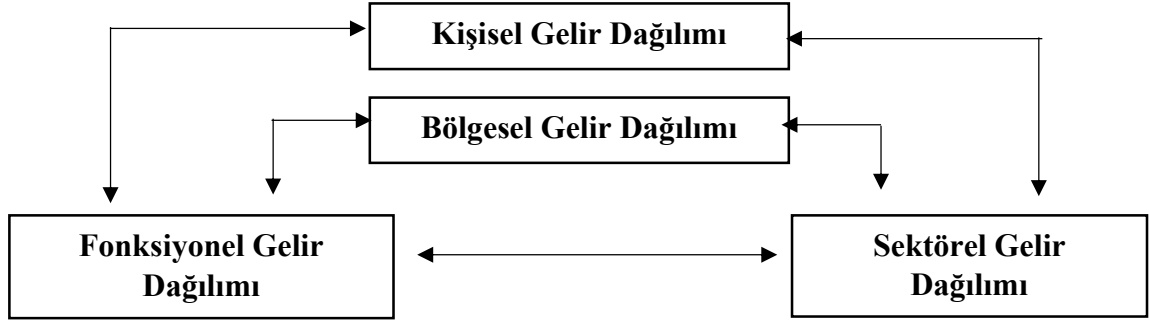 Kişisel Gelir Dağılımı
Bölgesel Gelir Dağılımı
Fonksiyonel Gelir
Dağılımı
Sektörel Gelir
Dağılımı